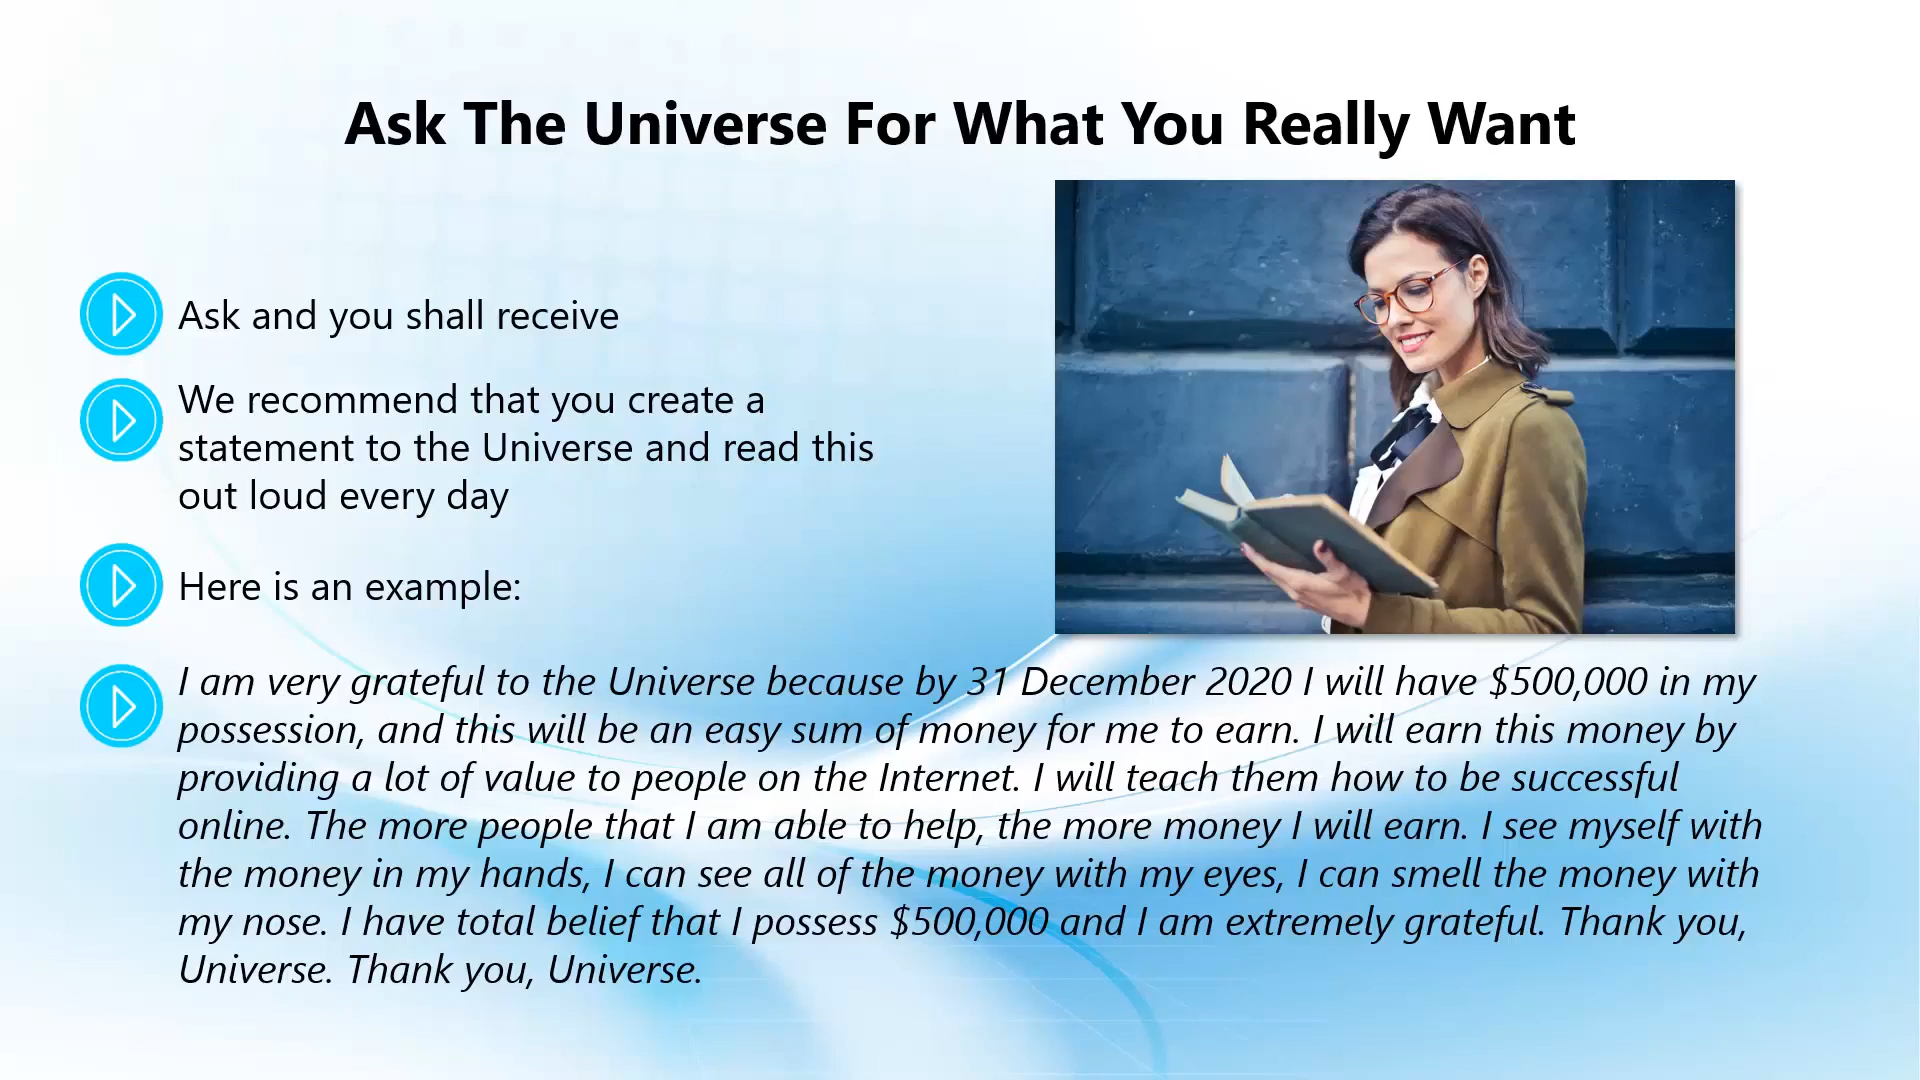 Ask The Universe For What You Really Want
Ask and you shall receive
We recommend that you create a
statement to the Universe and read this
out loud every day
Here is an example:
I am very grateful to the Universe because by 31 December 2020 I will have $500,000 in my
possession, and this will be an easy sum of money for me to earn. I will earn this money by
providing a lot of value to people on the Internet. I will teach them how to be successful
online. The more people that I am able to help, the more money I will earn. I see myself with
the money in my hands, I can see all of the money with my eyes, I can smell the money with
my nose. I have total belief that I possess $500,000 and I am extremely grateful. Thank you,
Universe. Thank you, Universe.